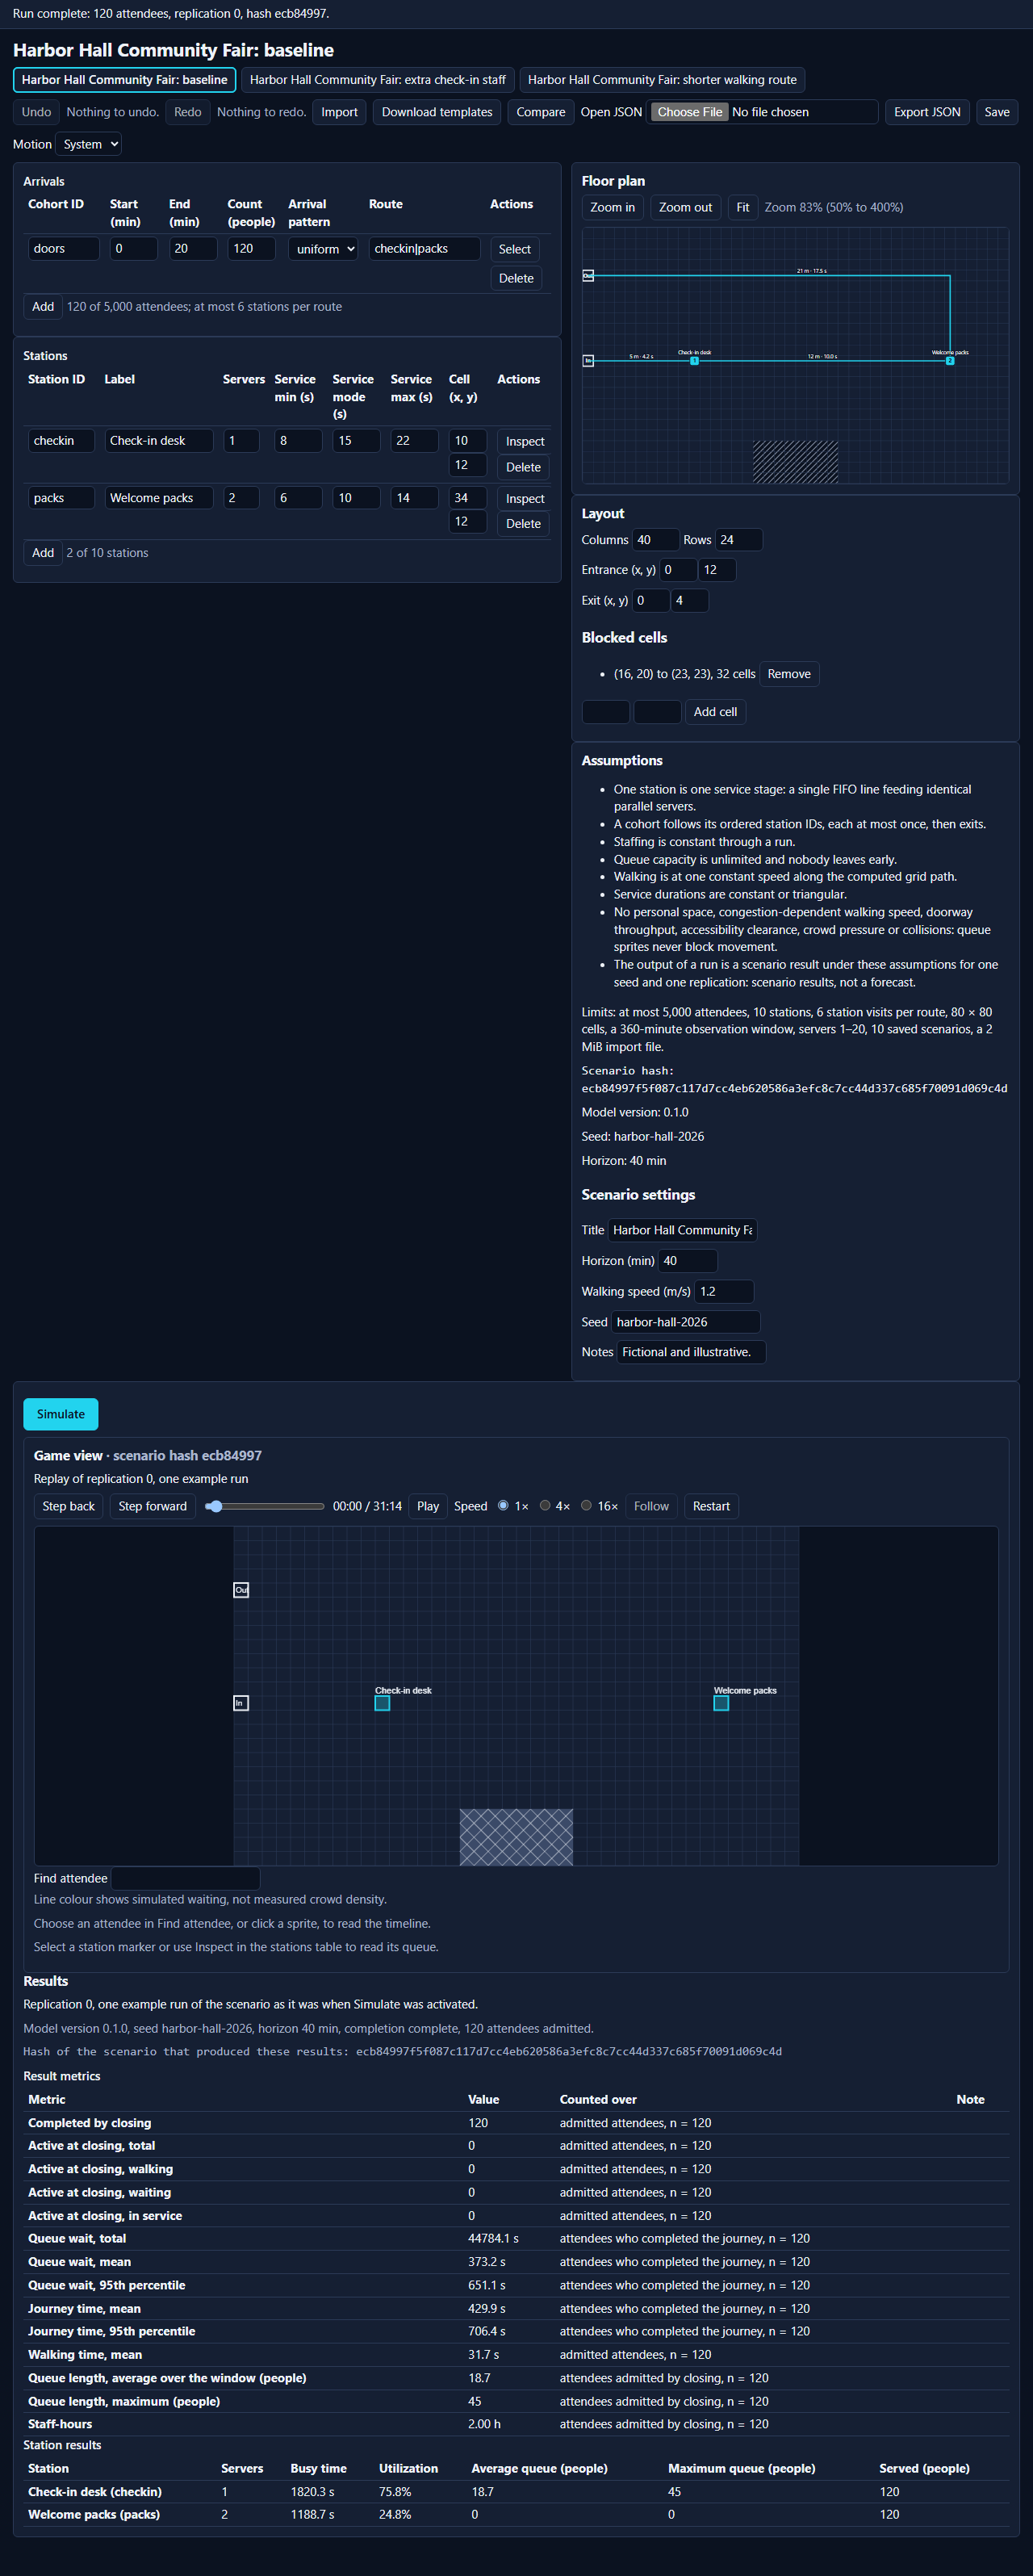 Run complete: 120 attendees, replication 0, hash ecb84997.
Harbor Hall Community Fair: baseline
Harbor Hall Community Fair: baseline Harbor Hall Community Fair: extra check-in staff Harbor Hall Community Fair: shorter walking route
Undo Nothing to undo. Redo Nothing to redo. Import Download templates Compare Open JSON Choose File No file chosen Export JSON Save
Motion System
Arrivals
Cohort ID Start (min) End (min) Count (people) Arrival pattern Route Actions
doors 0 20 120 uniform checkin|packs Select
Delete
Add 120 of 5,000 attendees; at most 6 stations per route
Stations
Station ID Label Servers Service min (s) Service mode (s) Service max (s) Cell (x, y) Actions
checkin Check-in desk 1 8 15 22 10 Inspect
12 Delete
packs Welcome packs 2 6 10 14 34 Inspect
12 Delete
Add 2 of 10 stations
Floor plan
Zoom in Zoom out Fit Zoom 83% (50% to 400%)
21 m · 17.5 s
Out
Check-in desk Welcome packs
In 5 m · 4.2 s 1 12 m · 10.0 s 2
Layout
Columns 40 Rows 24
Entrance (x, y) 0 12
Exit (x, y) 0 4
Blocked cells
• (16, 20) to (23, 23), 32 cells Remove
Add cell
Assumptions
• One station is one service stage: a single FIFO line feeding identical
parallel servers.
• A cohort follows its ordered station IDs, each at most once, then exits.
• Staffing is constant through a run.
• Queue capacity is unlimited and nobody leaves early.
• Walking is at one constant speed along the computed grid path.
• Service durations are constant or triangular.
• No personal space, congestion-dependent walking speed, doorway
throughput, accessibility clearance, crowd pressure or collisions: queue
sprites never block movement.
• The output of a run is a scenario result under these assumptions for one
seed and one replication: scenario results, not a forecast.
Limits: at most 5,000 attendees, 10 stations, 6 station visits per route, 80 × 80
cells, a 360-minute observation window, servers 1–20, 10 saved scenarios, a 2
MiB import file.
Scenario hash:
ecb84997f5f087c117d7cc4eb620586a3efc8c7cc44d337c685f70091d069c4d
Model version: 0.1.0
Seed: harbor-hall-2026
Horizon: 40 min
Scenario settings
Title Harbor Hall Community Fa
Horizon (min) 40
Walking speed (m/s) 1.2
Seed harbor-hall-2026
Notes Fictional and illustrative.
Simulate
Game view · scenario hash ecb84997
Replay of replication 0, one example run
Step back Step forward 00:00 / 31:14 Play Speed 1× 4× 16× Follow Restart
Out
Check-in desk Welcome packs
In
Find attendee
Line colour shows simulated waiting, not measured crowd density.
Choose an attendee in Find attendee, or click a sprite, to read the timeline.
Select a station marker or use Inspect in the stations table to read its queue.
Results
Replication 0, one example run of the scenario as it was when Simulate was activated.
Model version 0.1.0, seed harbor-hall-2026, horizon 40 min, completion complete, 120 attendees admitted.
Hash of the scenario that produced these results: ecb84997f5f087c117d7cc4eb620586a3efc8c7cc44d337c685f70091d069c4d
Result metrics
Metric Value Counted over Note
Completed by closing 120 admitted attendees, n = 120
Active at closing, total 0 admitted attendees, n = 120
Active at closing, walking 0 admitted attendees, n = 120
Active at closing, waiting 0 admitted attendees, n = 120
Active at closing, in service 0 admitted attendees, n = 120
Queue wait, total 44784.1 s attendees who completed the journey, n = 120
Queue wait, mean 373.2 s attendees who completed the journey, n = 120
Queue wait, 95th percentile 651.1 s attendees who completed the journey, n = 120
Journey time, mean 429.9 s attendees who completed the journey, n = 120
Journey time, 95th percentile 706.4 s attendees who completed the journey, n = 120
Walking time, mean 31.7 s admitted attendees, n = 120
Queue length, average over the window (people) 18.7 attendees admitted by closing, n = 120
Queue length, maximum (people) 45 attendees admitted by closing, n = 120
Staff-hours 2.00 h attendees admitted by closing, n = 120
Station results
Station Servers Busy time Utilization Average queue (people) Maximum queue (people) Served (people)
Check-in desk (checkin) 1 1820.3 s 75.8% 18.7 45 120
Welcome packs (packs) 2 1188.7 s 24.8% 0 0 120